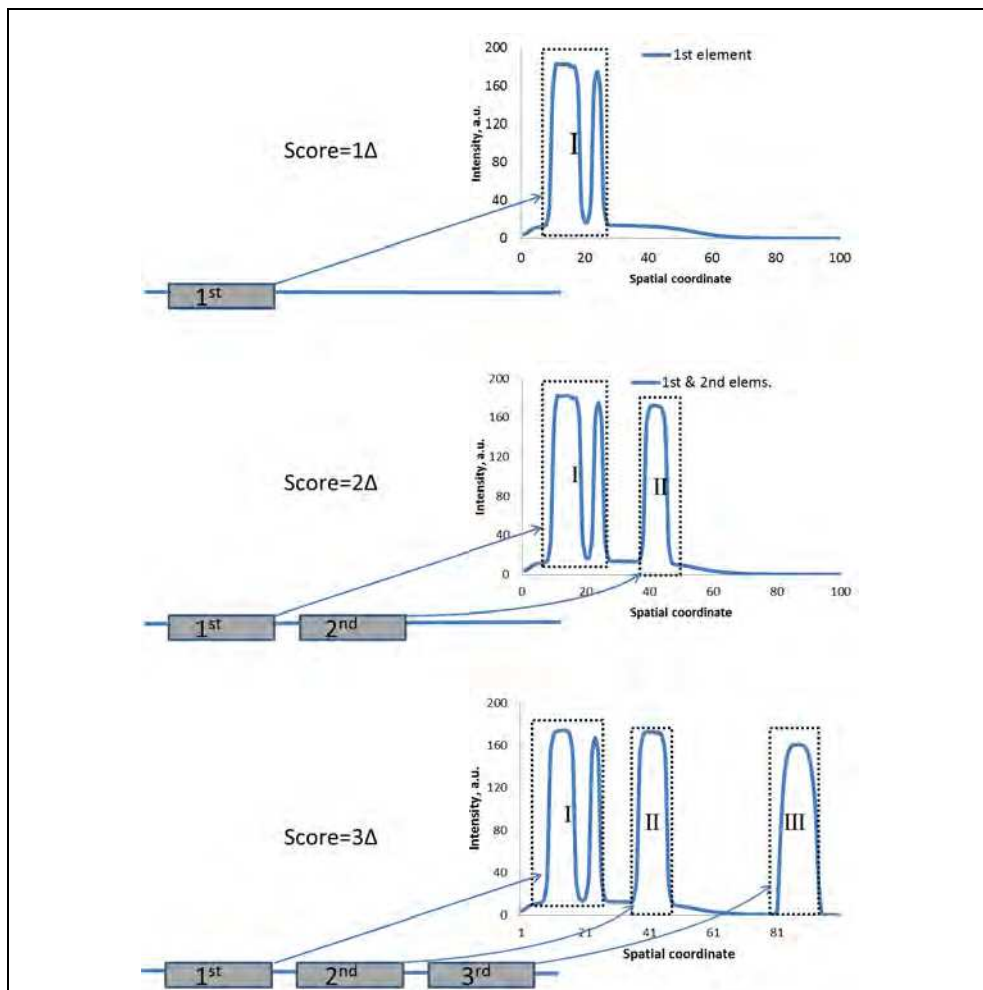 200
160
120
80
40
0
Intensity, a.u.
1st element
I
Score=1Δ
0 20 40 60 80 100
Spatial coordinate
1st
200
160
120
80
40
0
Intensity, a.u.
1st & 2nd elems.
I
II
Score=2Δ
0 20 40 60 80 100
Spatial coordinate
1st 2nd
200
160
120
80
40
0
Intensity, a.u.
I
II
III
Score=3Δ
1 21 41 61 81
Spatial coordinate
1st 2nd 3rd